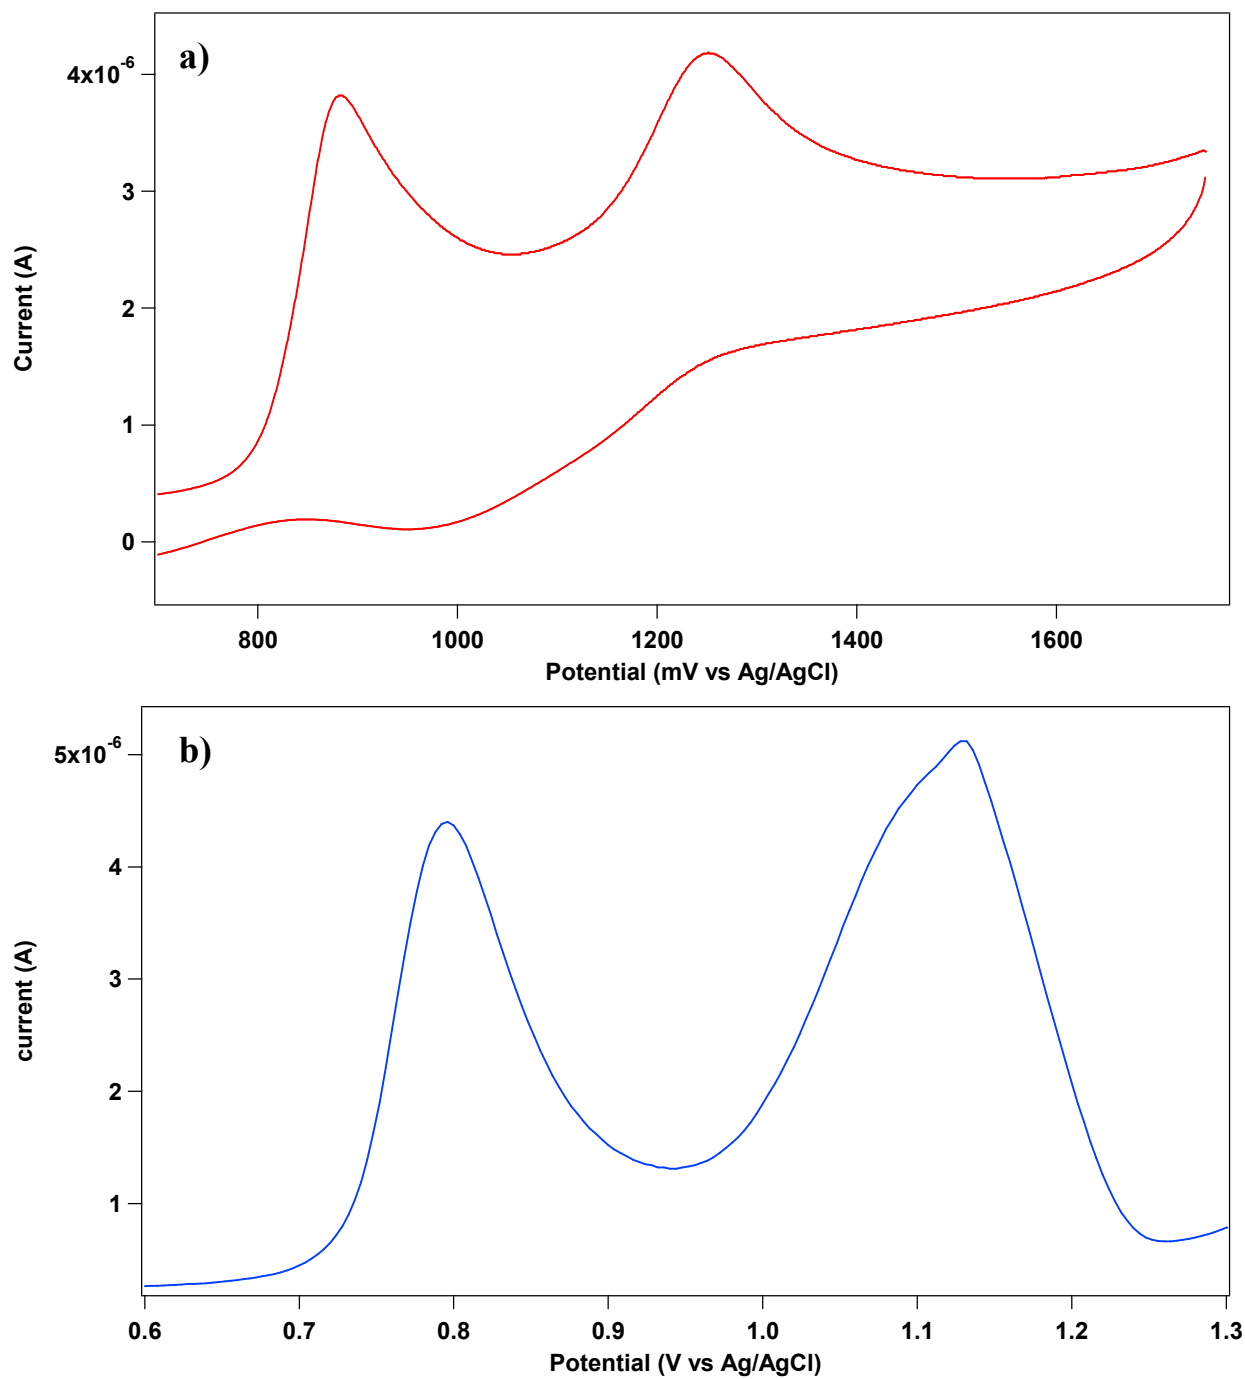 a)
4x10-6
3
2
1
0
Current (A)
800 1000 1200 1400 1600
Potential (mV vs Ag/AgCl)
b)
5x10-6
4
3
2
1
current (A)
0.6 0.7 0.8 0.9 1.0 1.1 1.2 1.3
Potential (V vs Ag/AgCl)